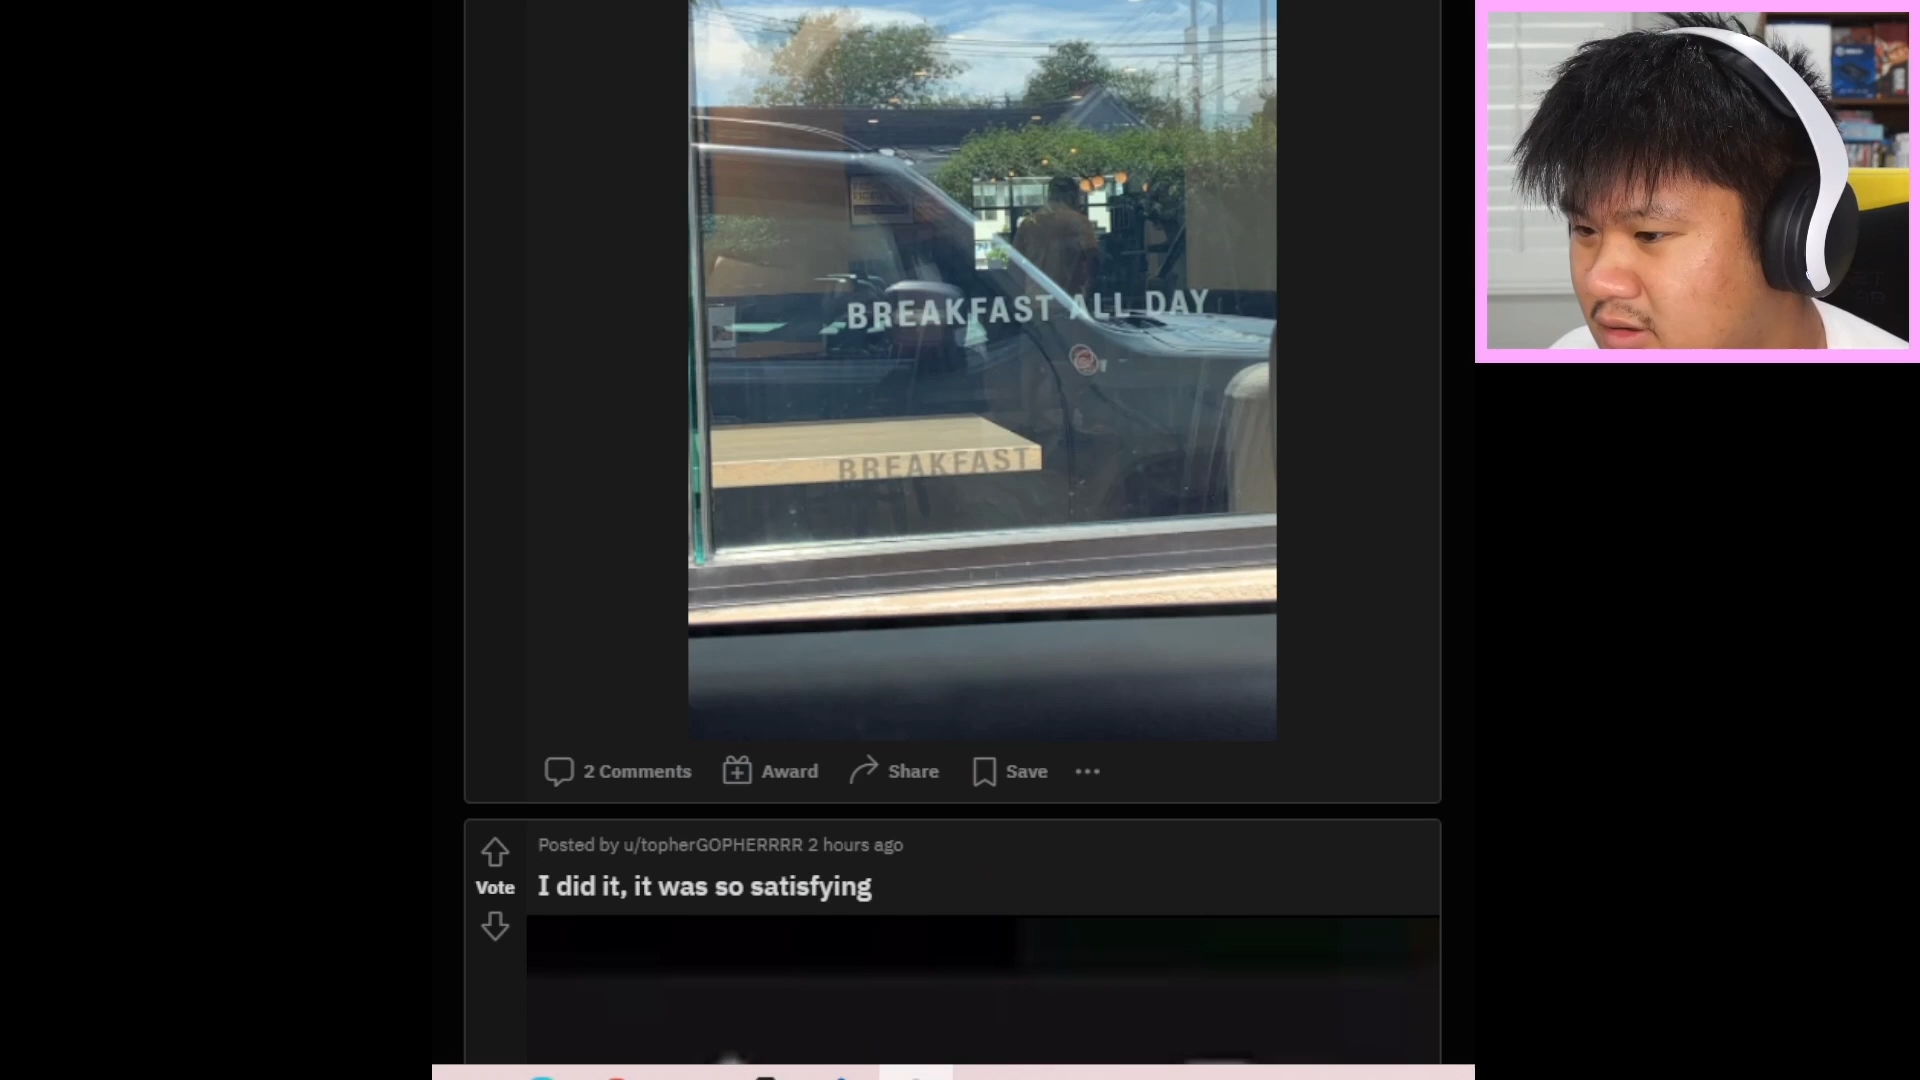 BREAKFAST ALL DAY
BREAKFAST
2 Comments
Award
Share
Save
Posted by u/topherGOPHERRRR 2 hours ago
Vote
I did it, it was so satisfying